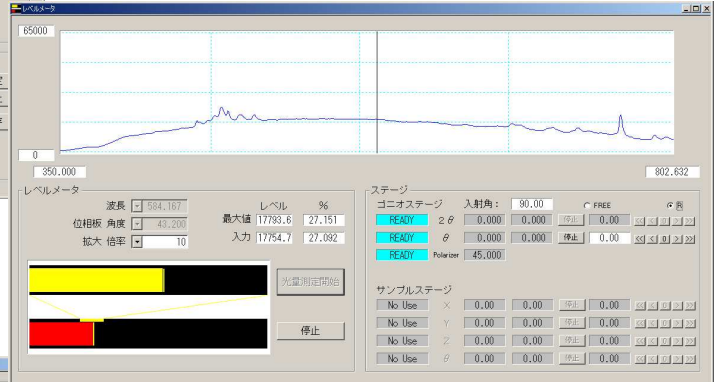 レベルメータ
65000
0
350.000
802.632
レベルメータ
波長 584.167
位相板 角度 43.200
拡大 倍率 10
レベル %
最大値 17793.6 27.151
入力 17754.7 27.092
光量測定開始
停止
ステージ
ゴニオステージ 入射角: 90.00 FREE
READY 2θ 0.000 0.000 停止 0.00 << < 0 > >>
READY θ 0.000 0.000 停止 0.00 << < 0 > >>
READY Polarizer 45.000
サンプルステージ
No Use X 0.00 0.00 停止 0.00 << < 0 > >>
No Use Y 0.00 0.00 停止 0.00 << < 0 > >>
No Use Z 0.00 0.00 停止 0.00 << < 0 > >>
No Use θ 0.00 0.00 停止 0.00 << < 0 > >>